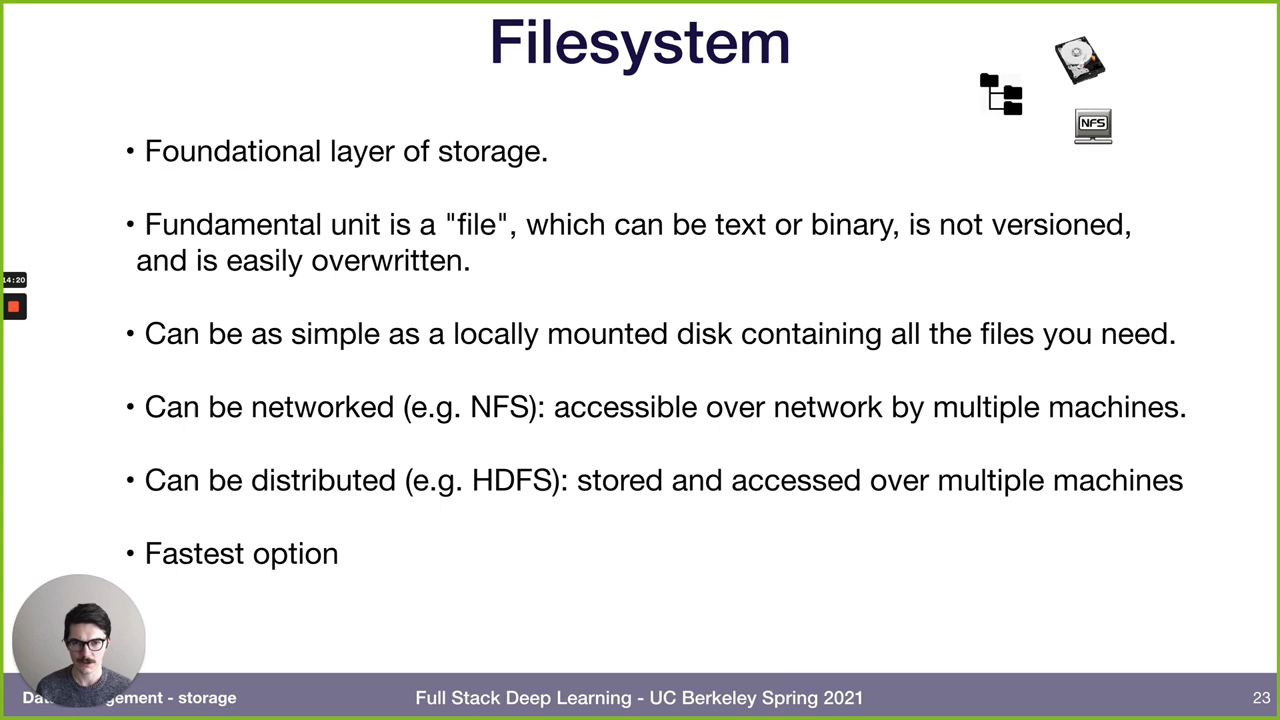 Filesystem
NFS
• Foundational layer of storage.
• Fundamental unit is a "file", which can be text or binary, is not versioned,
and is easily overwritten.
14:20
• Can be as simple as a locally mounted disk containing all the files you need.
• Can be networked (e.g. NFS): accessible over network by multiple machines.
• Can be distributed (e.g. HDFS): stored and accessed over multiple machines
• Fastest option
- storage
Full Stack Deep Learning - UC Berkeley Spring 2021
23